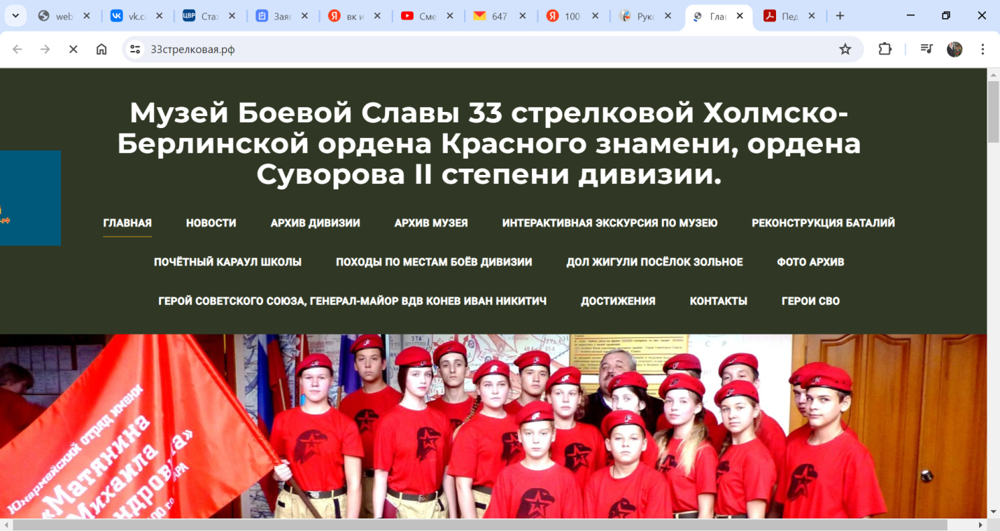 web
vk.c
Ста
Заяв
вк и
Сме
647
100
Рук
Гла
Пед
33стрелковая.рф
Музей Боевой Славы 33 стрелковой Холмско-
Берлинской ордена Красного знамени, ордена
Суворова II степени дивизии.
ГЛАВНАЯ НОВОСТИ АРХИВ ДИВИЗИИ АРХИВ МУЗЕЯ ИНТЕРАКТИВНАЯ ЭКСКУРСИЯ ПО МУЗЕЮ РЕКОНСТРУКЦИЯ БАТАЛИЙ
ПОЧЁТНЫЙ КАРАУЛ ШКОЛЫ ПОХОДЫ ПО МЕСТАМ БОЁВ ДИВИЗИИ ДОЛ ЖИГУЛИ ПОСЁЛОК ЗОЛЬНОЕ ФОТО АРХИВ
ГЕРОЙ СОВЕТСКОГО СОЮЗА, ГЕНЕРАЛ-МАЙОР ВДВ КОНЕВ ИВАН НИКИТИЧ ДОСТИЖЕНИЯ КОНТАКТЫ ГЕРОИ СВО
Юнармейский отряд имени
«Матянина
Михаила